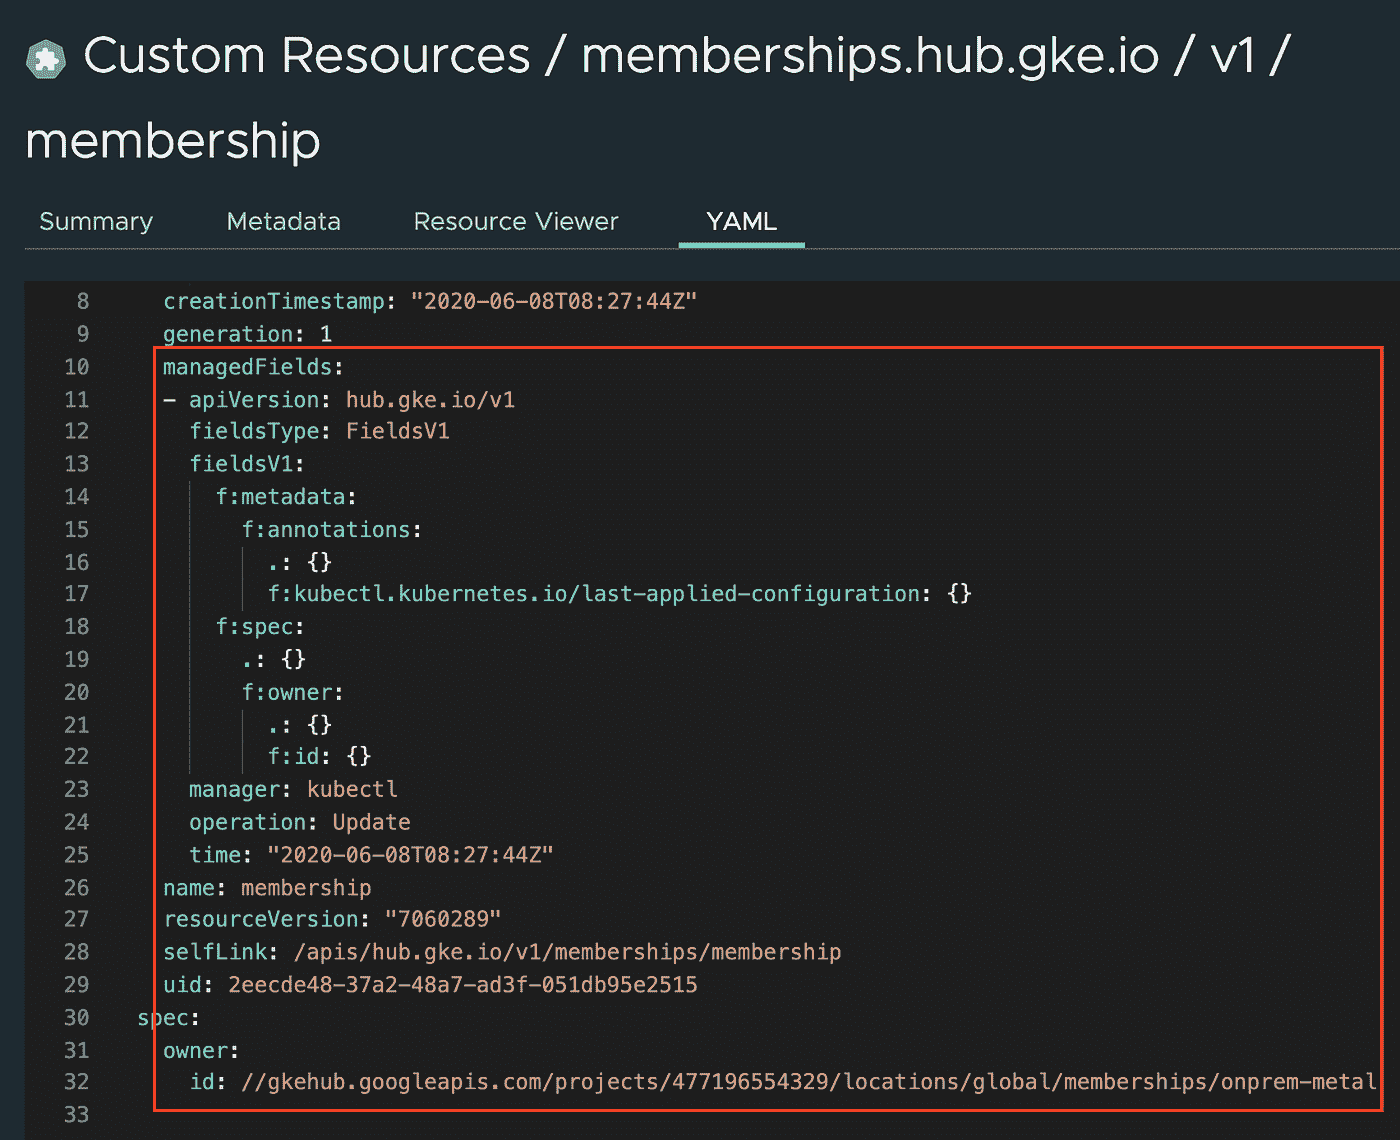 Custom Resources / memberships.hub.gke.io / v1 /
membership
Summary Metadata Resource Viewer YAML
8 creationTimestamp: "2020-06-08T08:27:44Z"
9 generation: 1
10 managedFields:
11 - apiVersion: hub.gke.io/v1
12 fieldsType: FieldsV1
13 fieldsV1:
14 f:metadata:
15 f:annotations:
16 .: {}
17 f:kubectl.kubernetes.io/last-applied-configuration: {}
18 f:spec:
19 .: {}
20 f:owner:
21 .: {}
22 f:id: {}
23 manager: kubectl
24 operation: Update
25 time: "2020-06-08T08:27:44Z"
26 name: membership
27 resourceVersion: "7060289"
28 selfLink: /apis/hub.gke.io/v1/memberships/membership
29 uid: 2eecde48-37a2-48a7-ad3f-051db95e2515
30 spec:
31 owner:
32 id: //gkehub.googleapis.com/projects/477196554329/locations/global/memberships/onprem-metal
33